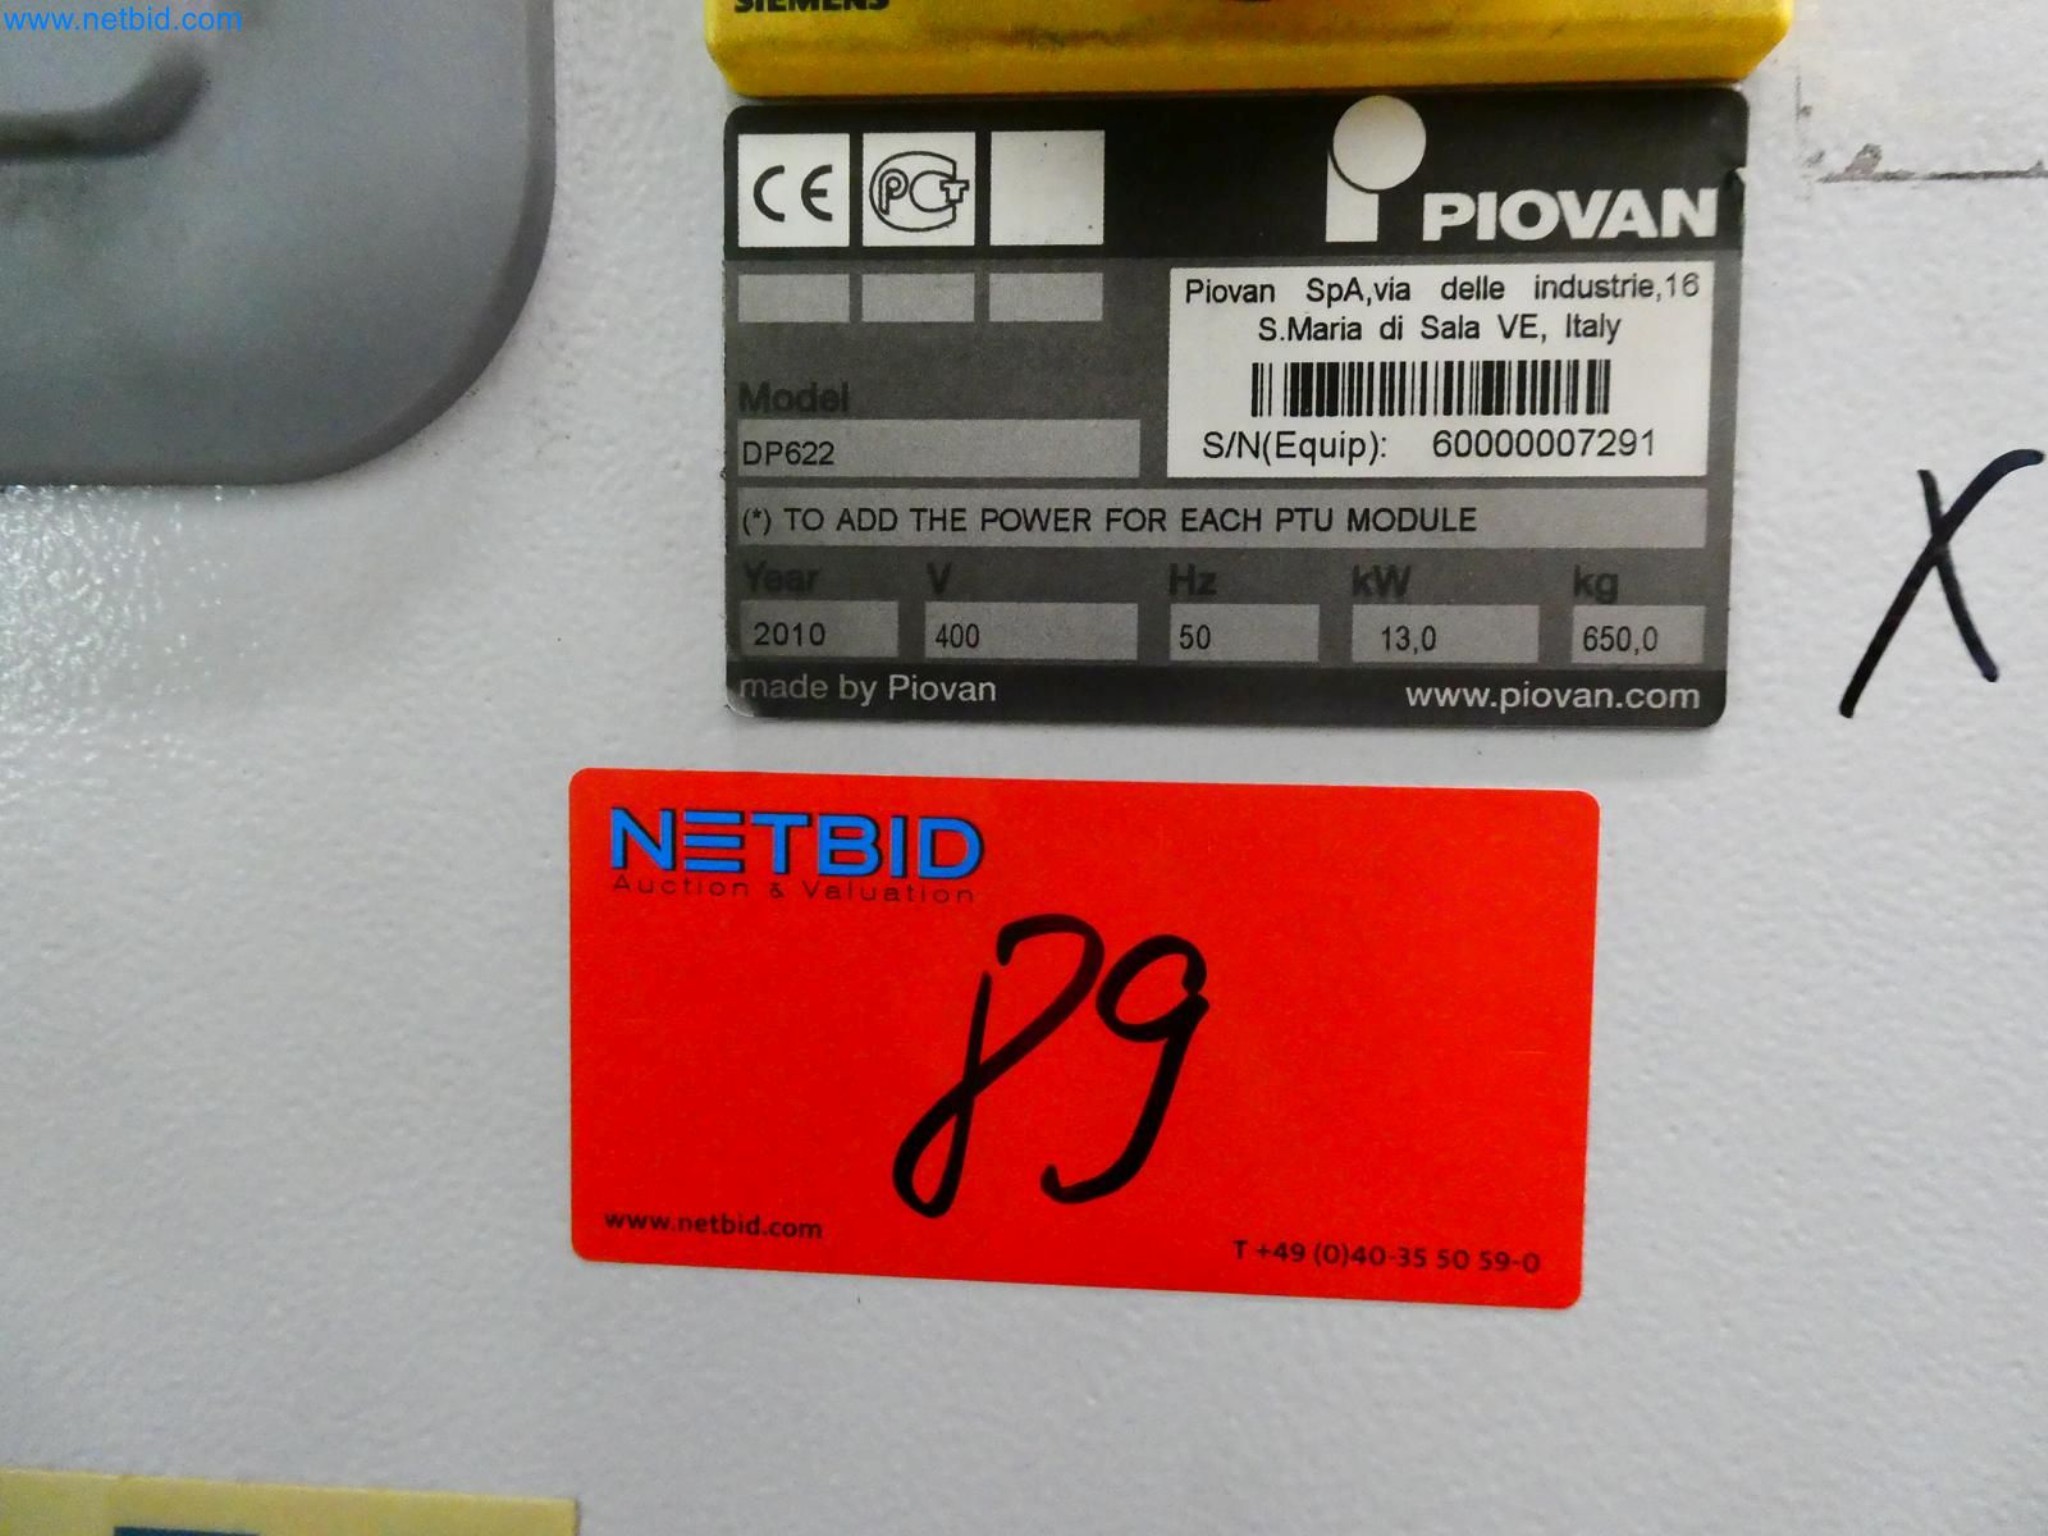 www.netbid.com
SIEMENS
CE PCT
PIOVAN
Piovan SpA,via delle industrie,16
S.Maria di Sala VE, Italy
Model
DP622
S/N(Equip): 60000007291
(*) TO ADD THE POWER FOR EACH PTU MODULE
Year V Hz kW kg
2010 400 50 13,0 650,0
made by Piovan www.piovan.com
X
NETBID
Auction & Valuation
89
www.netbid.com
T +49 (0)40-35 50 59-0